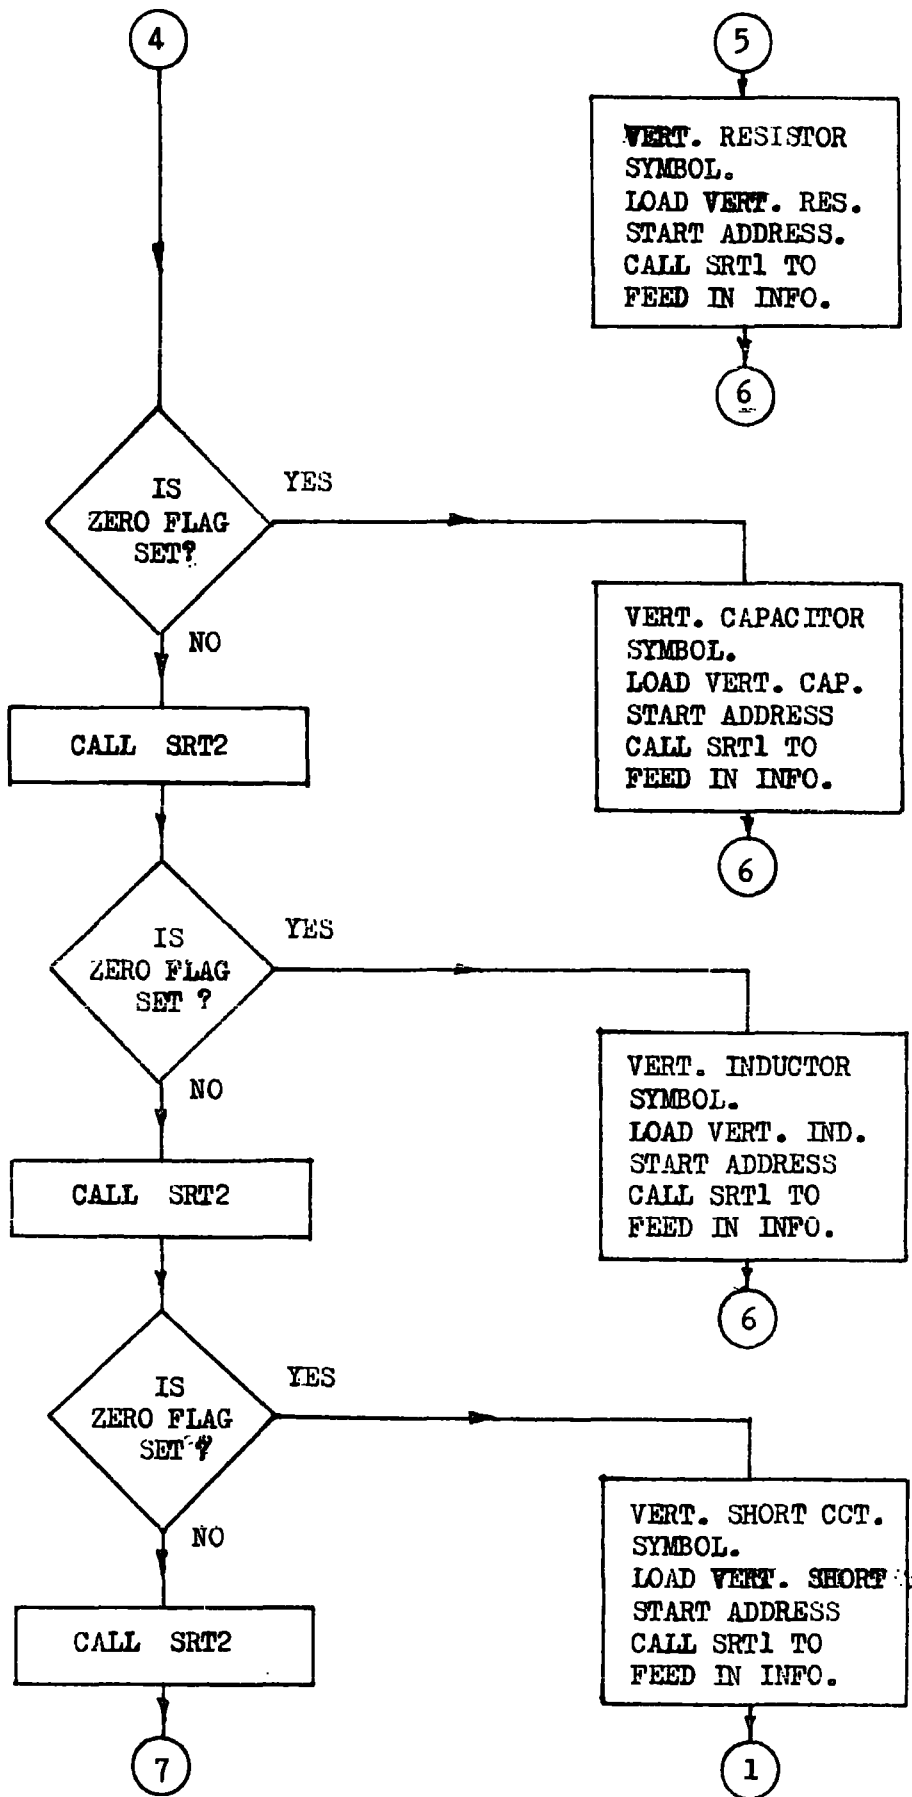 4
5
VERT. RESISTOR
SYMBOL.
LOAD VERT. RES.
START ADDRESS.
CALL SRT1 TO
FEED IN INFO.
6
IS
ZERO FLAG
SET?
YES
NO
VERT. CAPACITOR
SYMBOL.
LOAD VERT. CAP.
START ADDRESS
CALL SRT1 TO
FEED IN INFO.
6
CALL SRT2
IS
ZERO FLAG
SET ?
YES
NO
VERT. INDUCTOR
SYMBOL.
LOAD VERT. IND.
START ADDRESS
CALL SRT1 TO
FEED IN INFO.
6
CALL SRT2
IS
ZERO FLAG
SET ?
YES
NO
VERT. SHORT CCT.
SYMBOL.
LOAD VERT. SHORT
START ADDRESS
CALL SRT1 TO
FEED IN INFO.
1
CALL SRT2
7